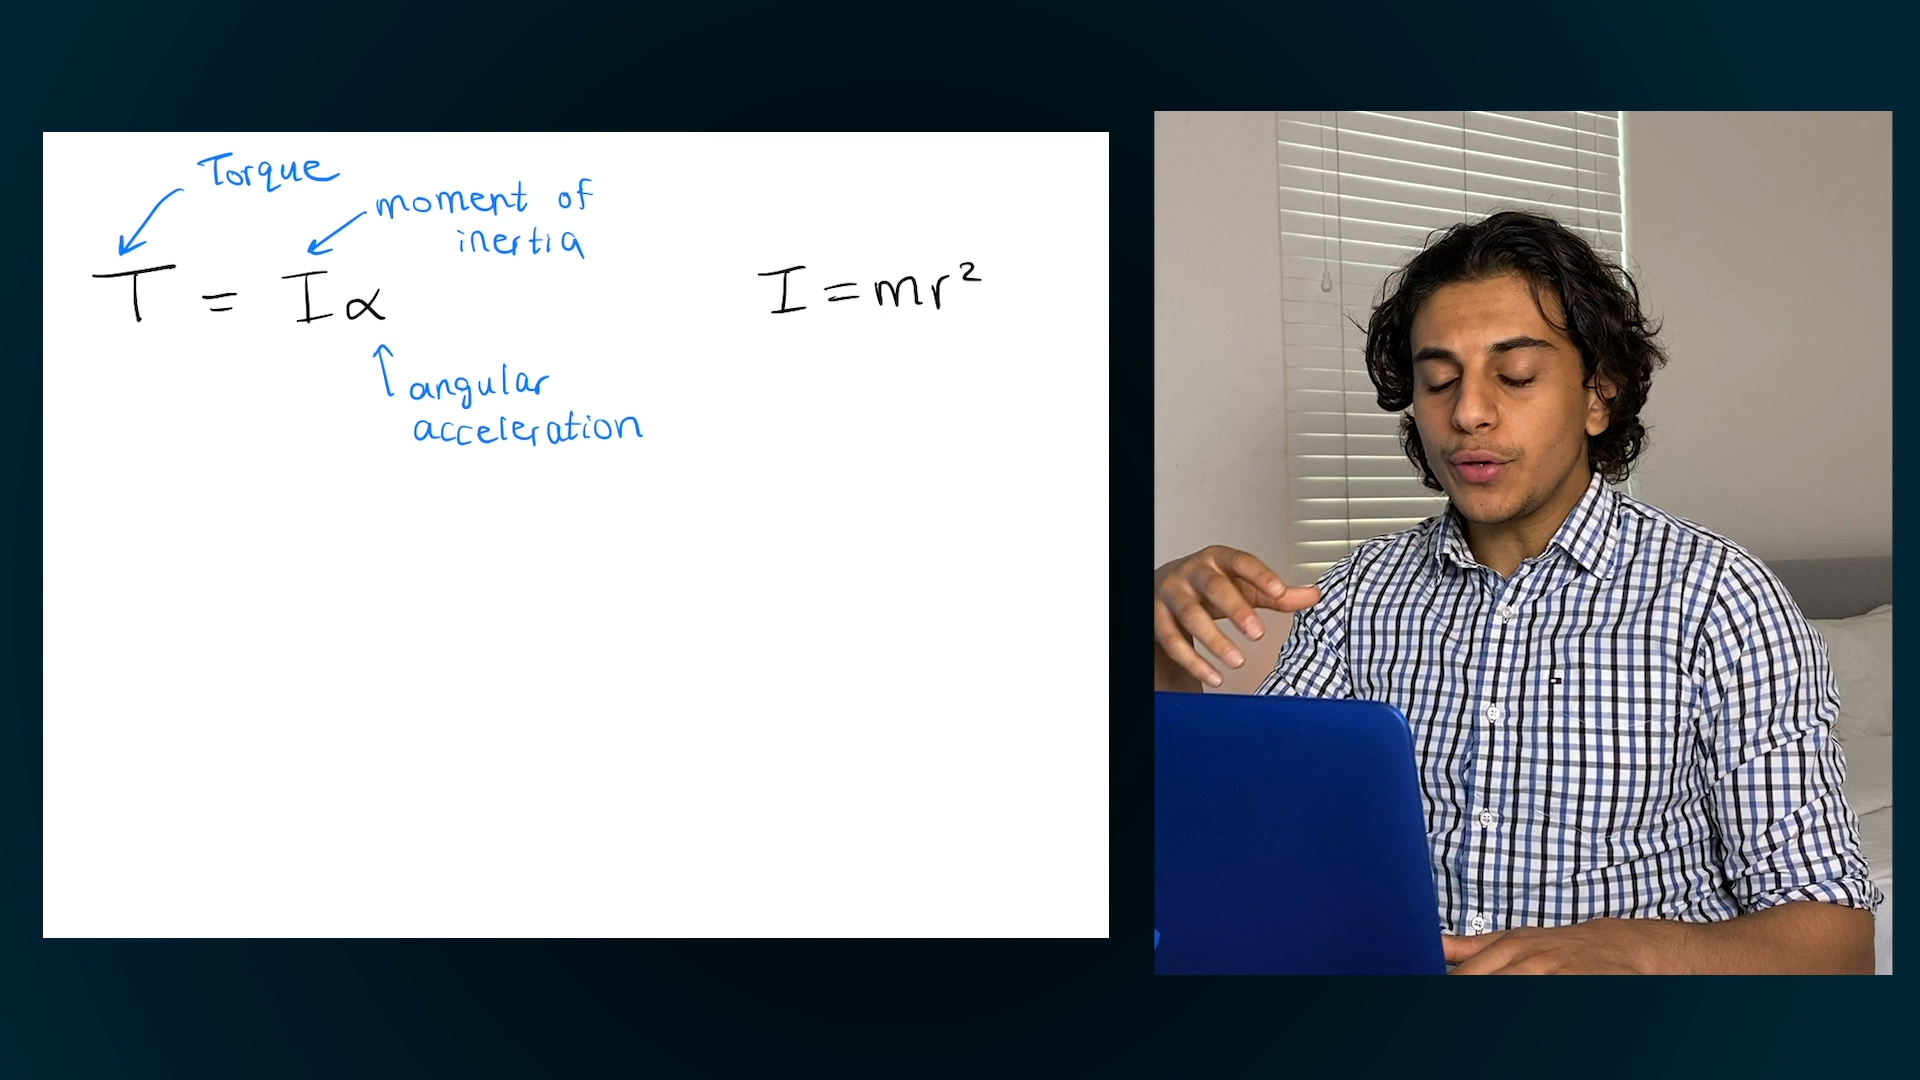 Torque
moment of
inertia
T = Iα
I = mr²
angular
acceleration